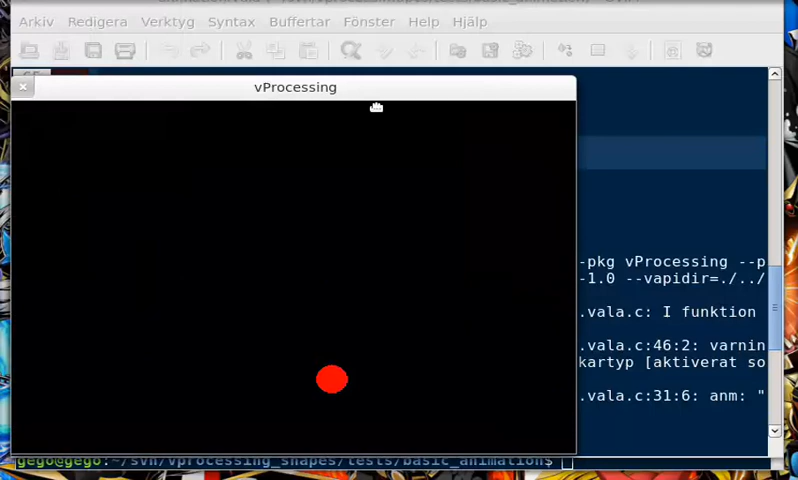 Arkiv Redigera Verktyg Syntax Buffertar Fönster Help Hjälp
vProcessing
-pkg vProcessing --p
-1.0 --vapidir=./../
.vala.c: I funktion
.vala.c:46:2: varnin
kartyp [aktiverat so
.vala.c:31:6: anm: "
gego@gego:~/svn/vprocessing_shapes/tests/basic_animation$